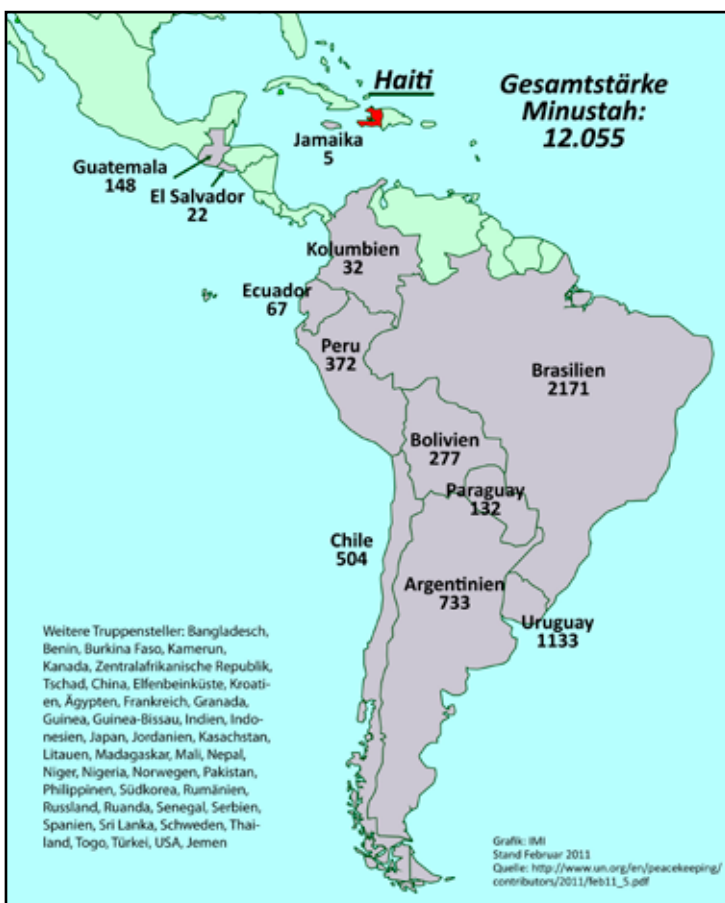 Haiti
Gesamtstärke
Minustah:
12.055
Jamaika
5
Guatemala
148
El Salvador
22
Kolumbien
32
Ecuador
67
Peru
372
Brasilien
2171
Bolivien
277
Paraguay
132
Chile
504
Argentinien
733
Uruguay
1133
Weitere Truppensteller: Bangladesch,
Benin, Burkina Faso, Kamerun,
Kanada, Zentralafrikanische Republik,
Tschad, China, Elfenbeinküste, Kroati-
en, Ägypten, Frankreich, Granada,
Guinea, Guinea-Bissau, Indien, Indo-
nesien, Japan, Jordanien, Kasachstan,
Litauen, Madagaskar, Mali, Nepal,
Niger, Nigeria, Norwegen, Pakistan,
Philippinen, Südkorea, Rumänien,
Russland, Ruanda, Senegal, Serbien,
Spanien, Sri Lanka, Schweden, Thai-
land, Togo, Türkei, USA, Jemen
Grafik: IMI
Stand Februar 2011
Quelle: http://www.un.org/en/peacekeeping/
contributors/2011/feb11_5.pdf